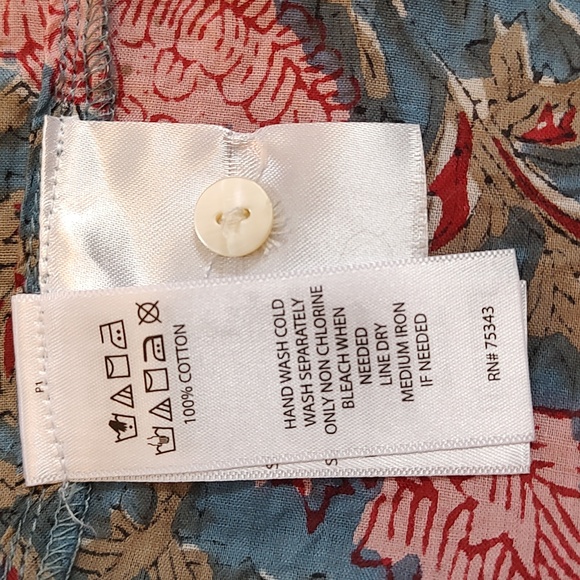 100% COTTON
HAND WASH COLD
WASH SEPARATELY
ONLY NON CHLORINE
BLEACH WHEN
NEEDED
LINE DRY
MEDIUM IRON
IF NEEDED
RN# 75343